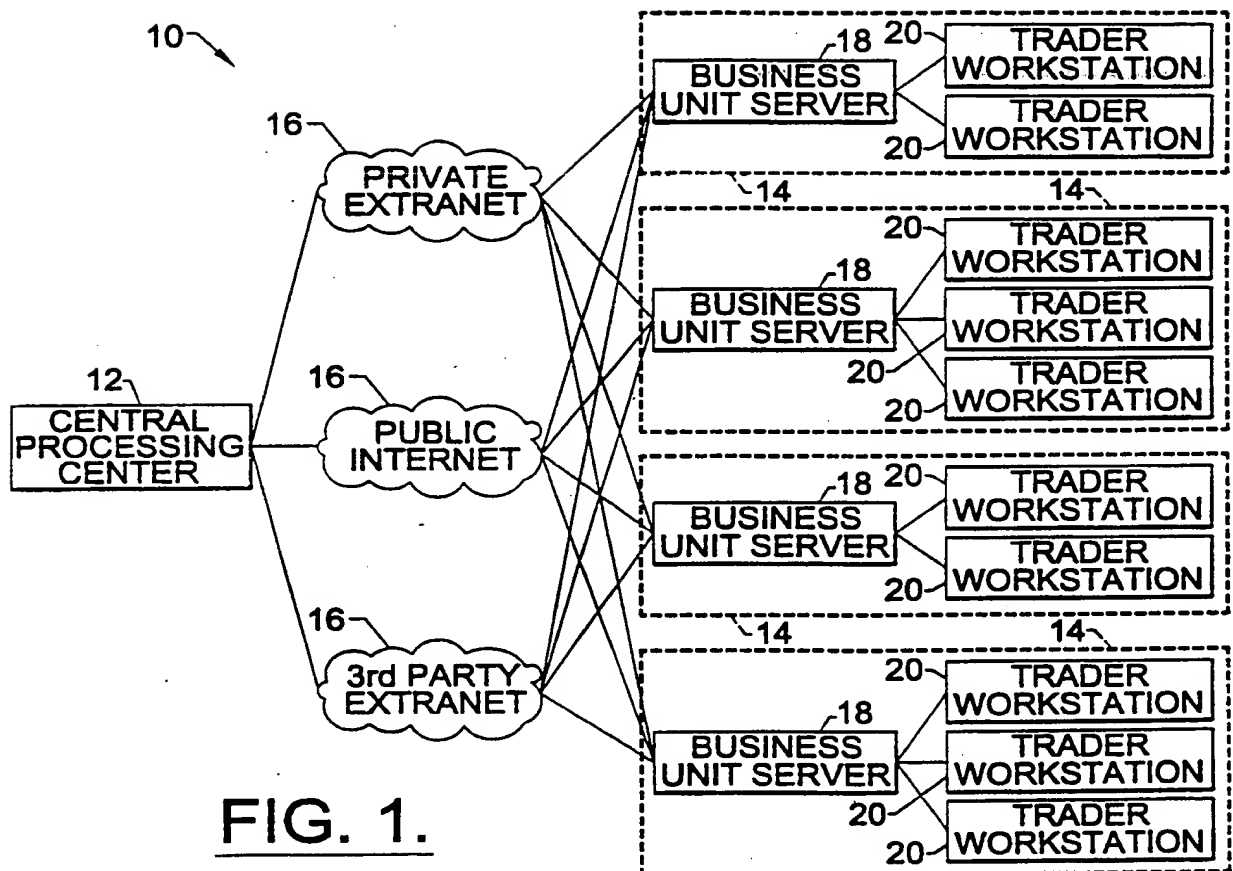 10
12
CENTRAL
PROCESSING
CENTER
16
PRIVATE
EXTRANET
16
PUBLIC
INTERNET
16
3rd PARTY
EXTRANET
18
BUSINESS
UNIT SERVER
20
TRADER
WORKSTATION
TRADER
WORKSTATION
20
14
14
18
BUSINESS
UNIT SERVER
20
TRADER
WORKSTATION
TRADER
WORKSTATION
20
TRADER
WORKSTATION
20
18
BUSINESS
UNIT SERVER
20
TRADER
WORKSTATION
TRADER
WORKSTATION
20
14
14
18
BUSINESS
UNIT SERVER
20
TRADER
WORKSTATION
TRADER
WORKSTATION
20
TRADER
WORKSTATION
20
FIG. 1.